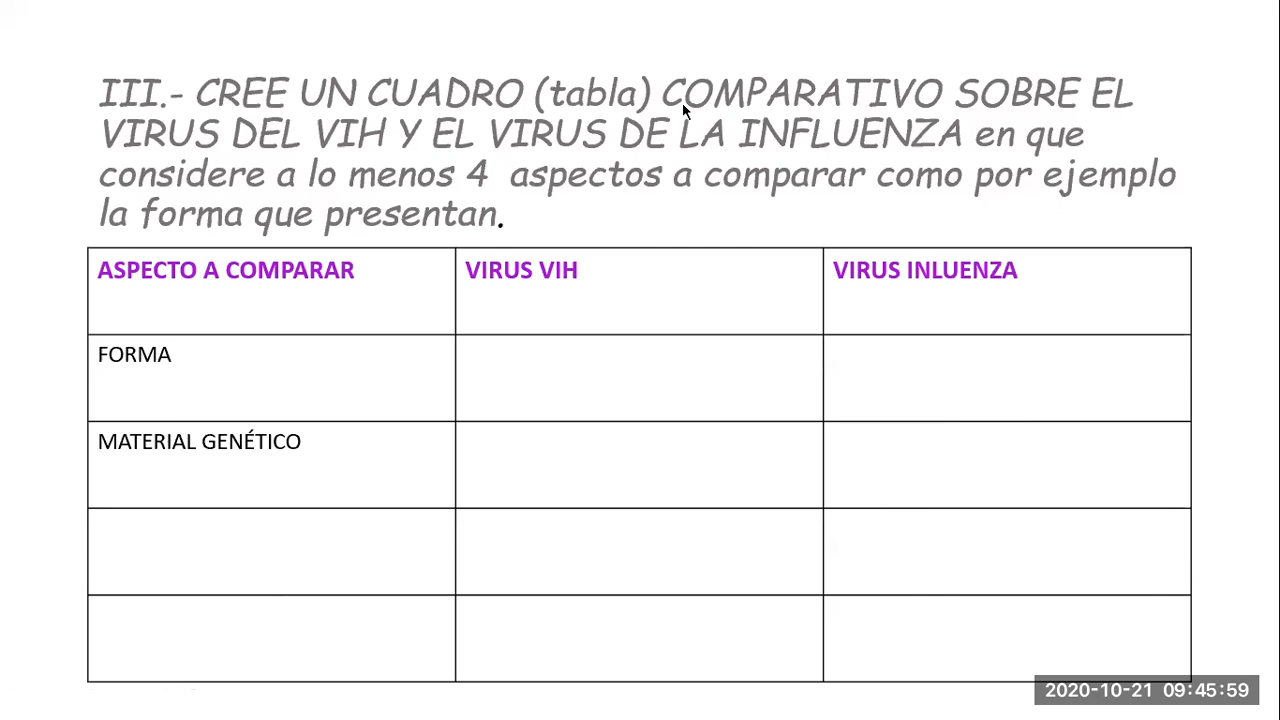 III.- CREE UN CUADRO (tabla) COMPARATIVO SOBRE EL
VIRUS DEL VIH Y EL VIRUS DE LA INFLUENZA en que
considere a lo menos 4 aspectos a comparar como por ejemplo
la forma que presentan.
ASPECTO A COMPARAR VIRUS VIH VIRUS INLUENZA
FORMA
MATERIAL GENÉTICO
2020-10-21 09:45:59